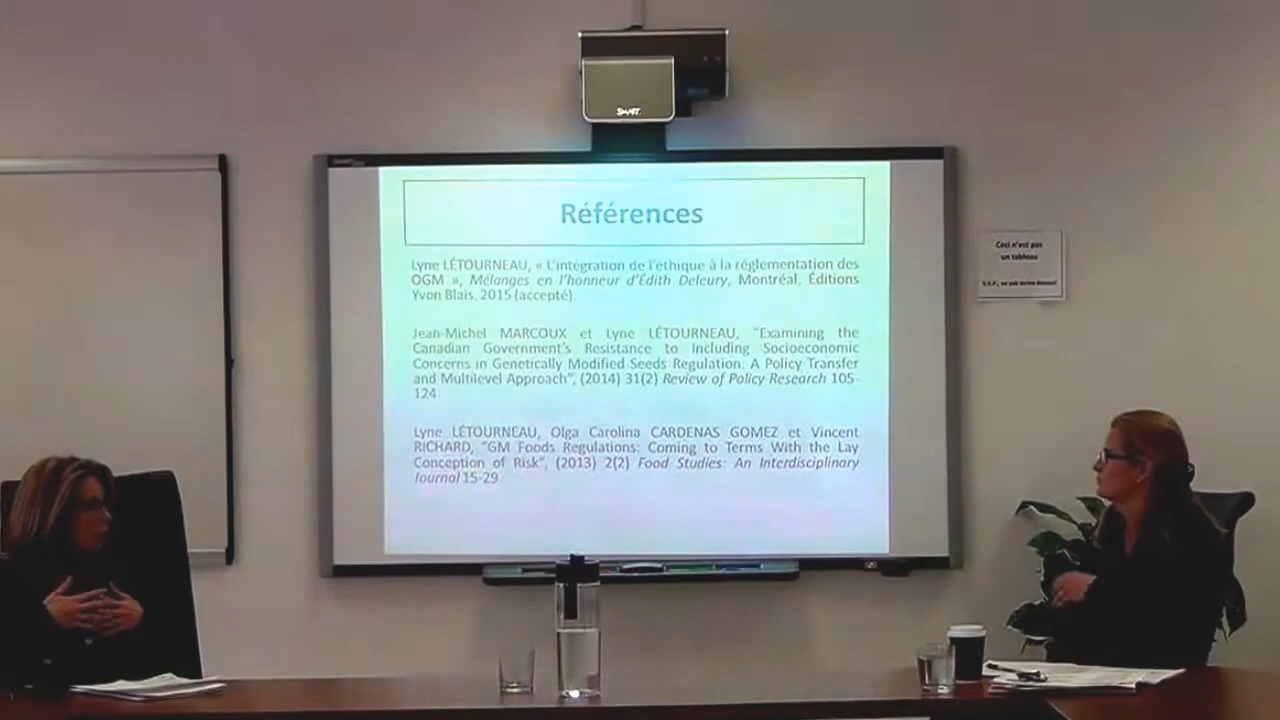 SMART
Références
Lyne LÉTOURNEAU, « L'intégration de l'éthique à la réglementation des
OGM », Mélanges en l'honneur d'Édith Deleury, Montréal, Éditions
Yvon Blais, 2015 (accepté).
Jean-Michel MARCOUX et Lyne LÉTOURNEAU, "Examining the
Canadian Government's Resistance to Including Socioeconomic
Concerns in Genetically Modified Seeds Regulation: A Policy Transfer
and Multilevel Approach", (2014) 31(2) Review of Policy Research 105-
124
Lyne LÉTOURNEAU, Olga Carolina CARDENAS GOMEZ et Vincent
RICHARD, "GM Foods Regulations: Coming to Terms With the Lay
Conception of Risk", (2013) 2(2) Food Studies: An Interdisciplinary
Journal 15-29
Ceci n'est pas
un tableau
S.V.P., ne pas écrire dessus!